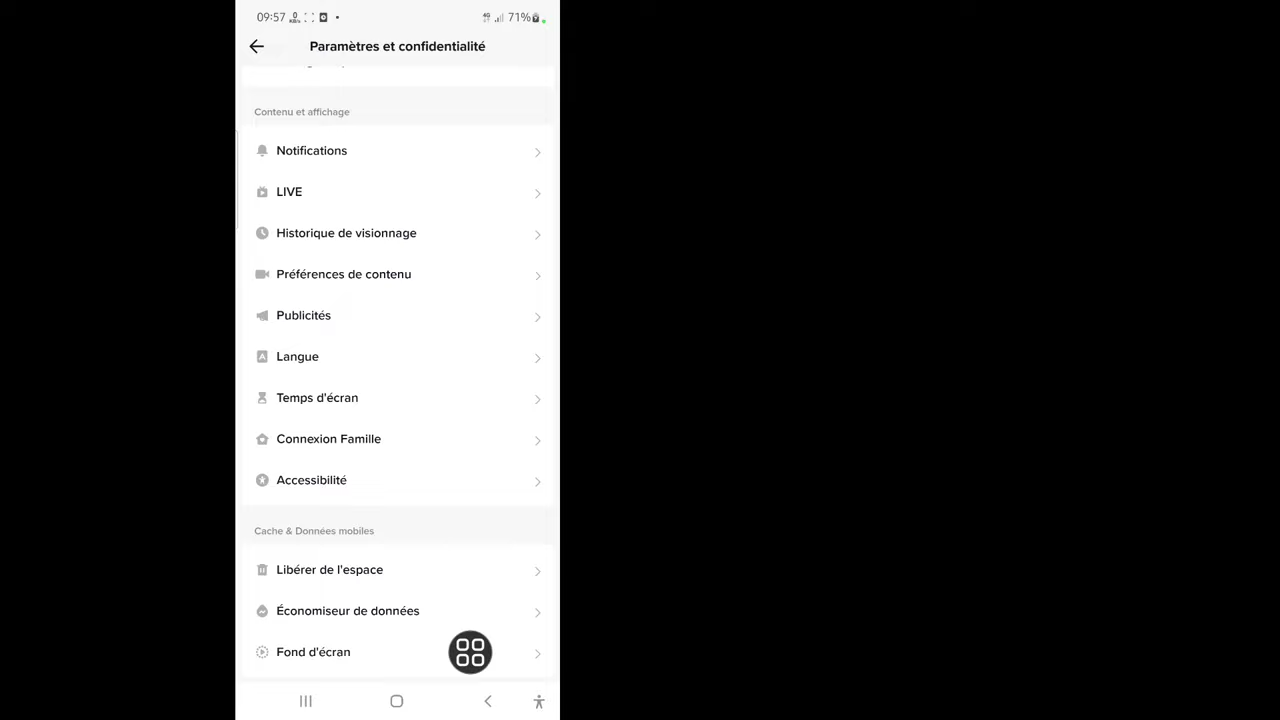 09:57 4G 71%
Paramètres et confidentialité
Contenu et affichage
Notifications
LIVE
Historique de visionnage
Préférences de contenu
Publicités
Langue
Temps d'écran
Connexion Famille
Accessibilité
Cache & Données mobiles
Libérer de l'espace
Économiseur de données
Fond d'écran